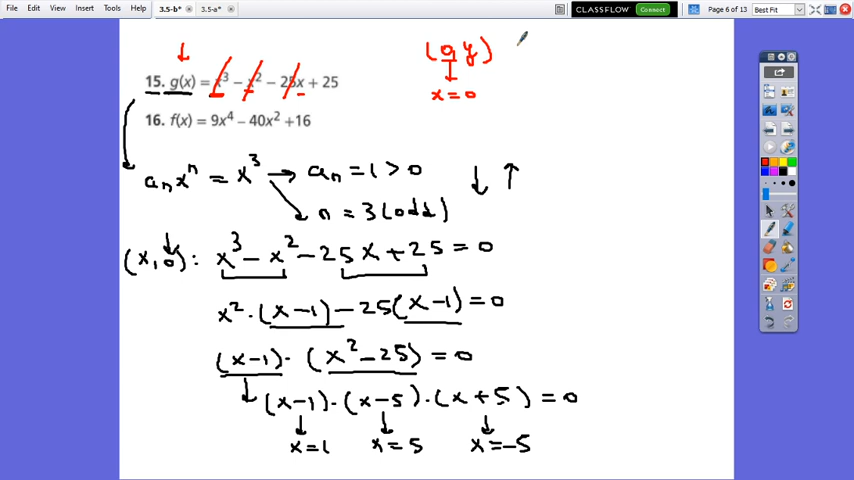 File Edit View Insert Tools Help 3.5-b* 3.5-a* CLASSFLOW Connect Now Page 6 of 13 Best Fit
(0,y)
x=0
15. g(x) = x³ − x² − 25x + 25
16. f(x) = 9x⁴ − 40x² +16
aₙxⁿ = x³ → aₙ = 1 > 0 ↓ ↑
n = 3 (odd)
(x,0): x³ − x² − 25x + 25 = 0
x² · (x−1) − 25(x−1) = 0
(x−1) · (x² − 25) = 0
(x−1) · (x−5) · (x+5) = 0
x=1 x=5 x=−5